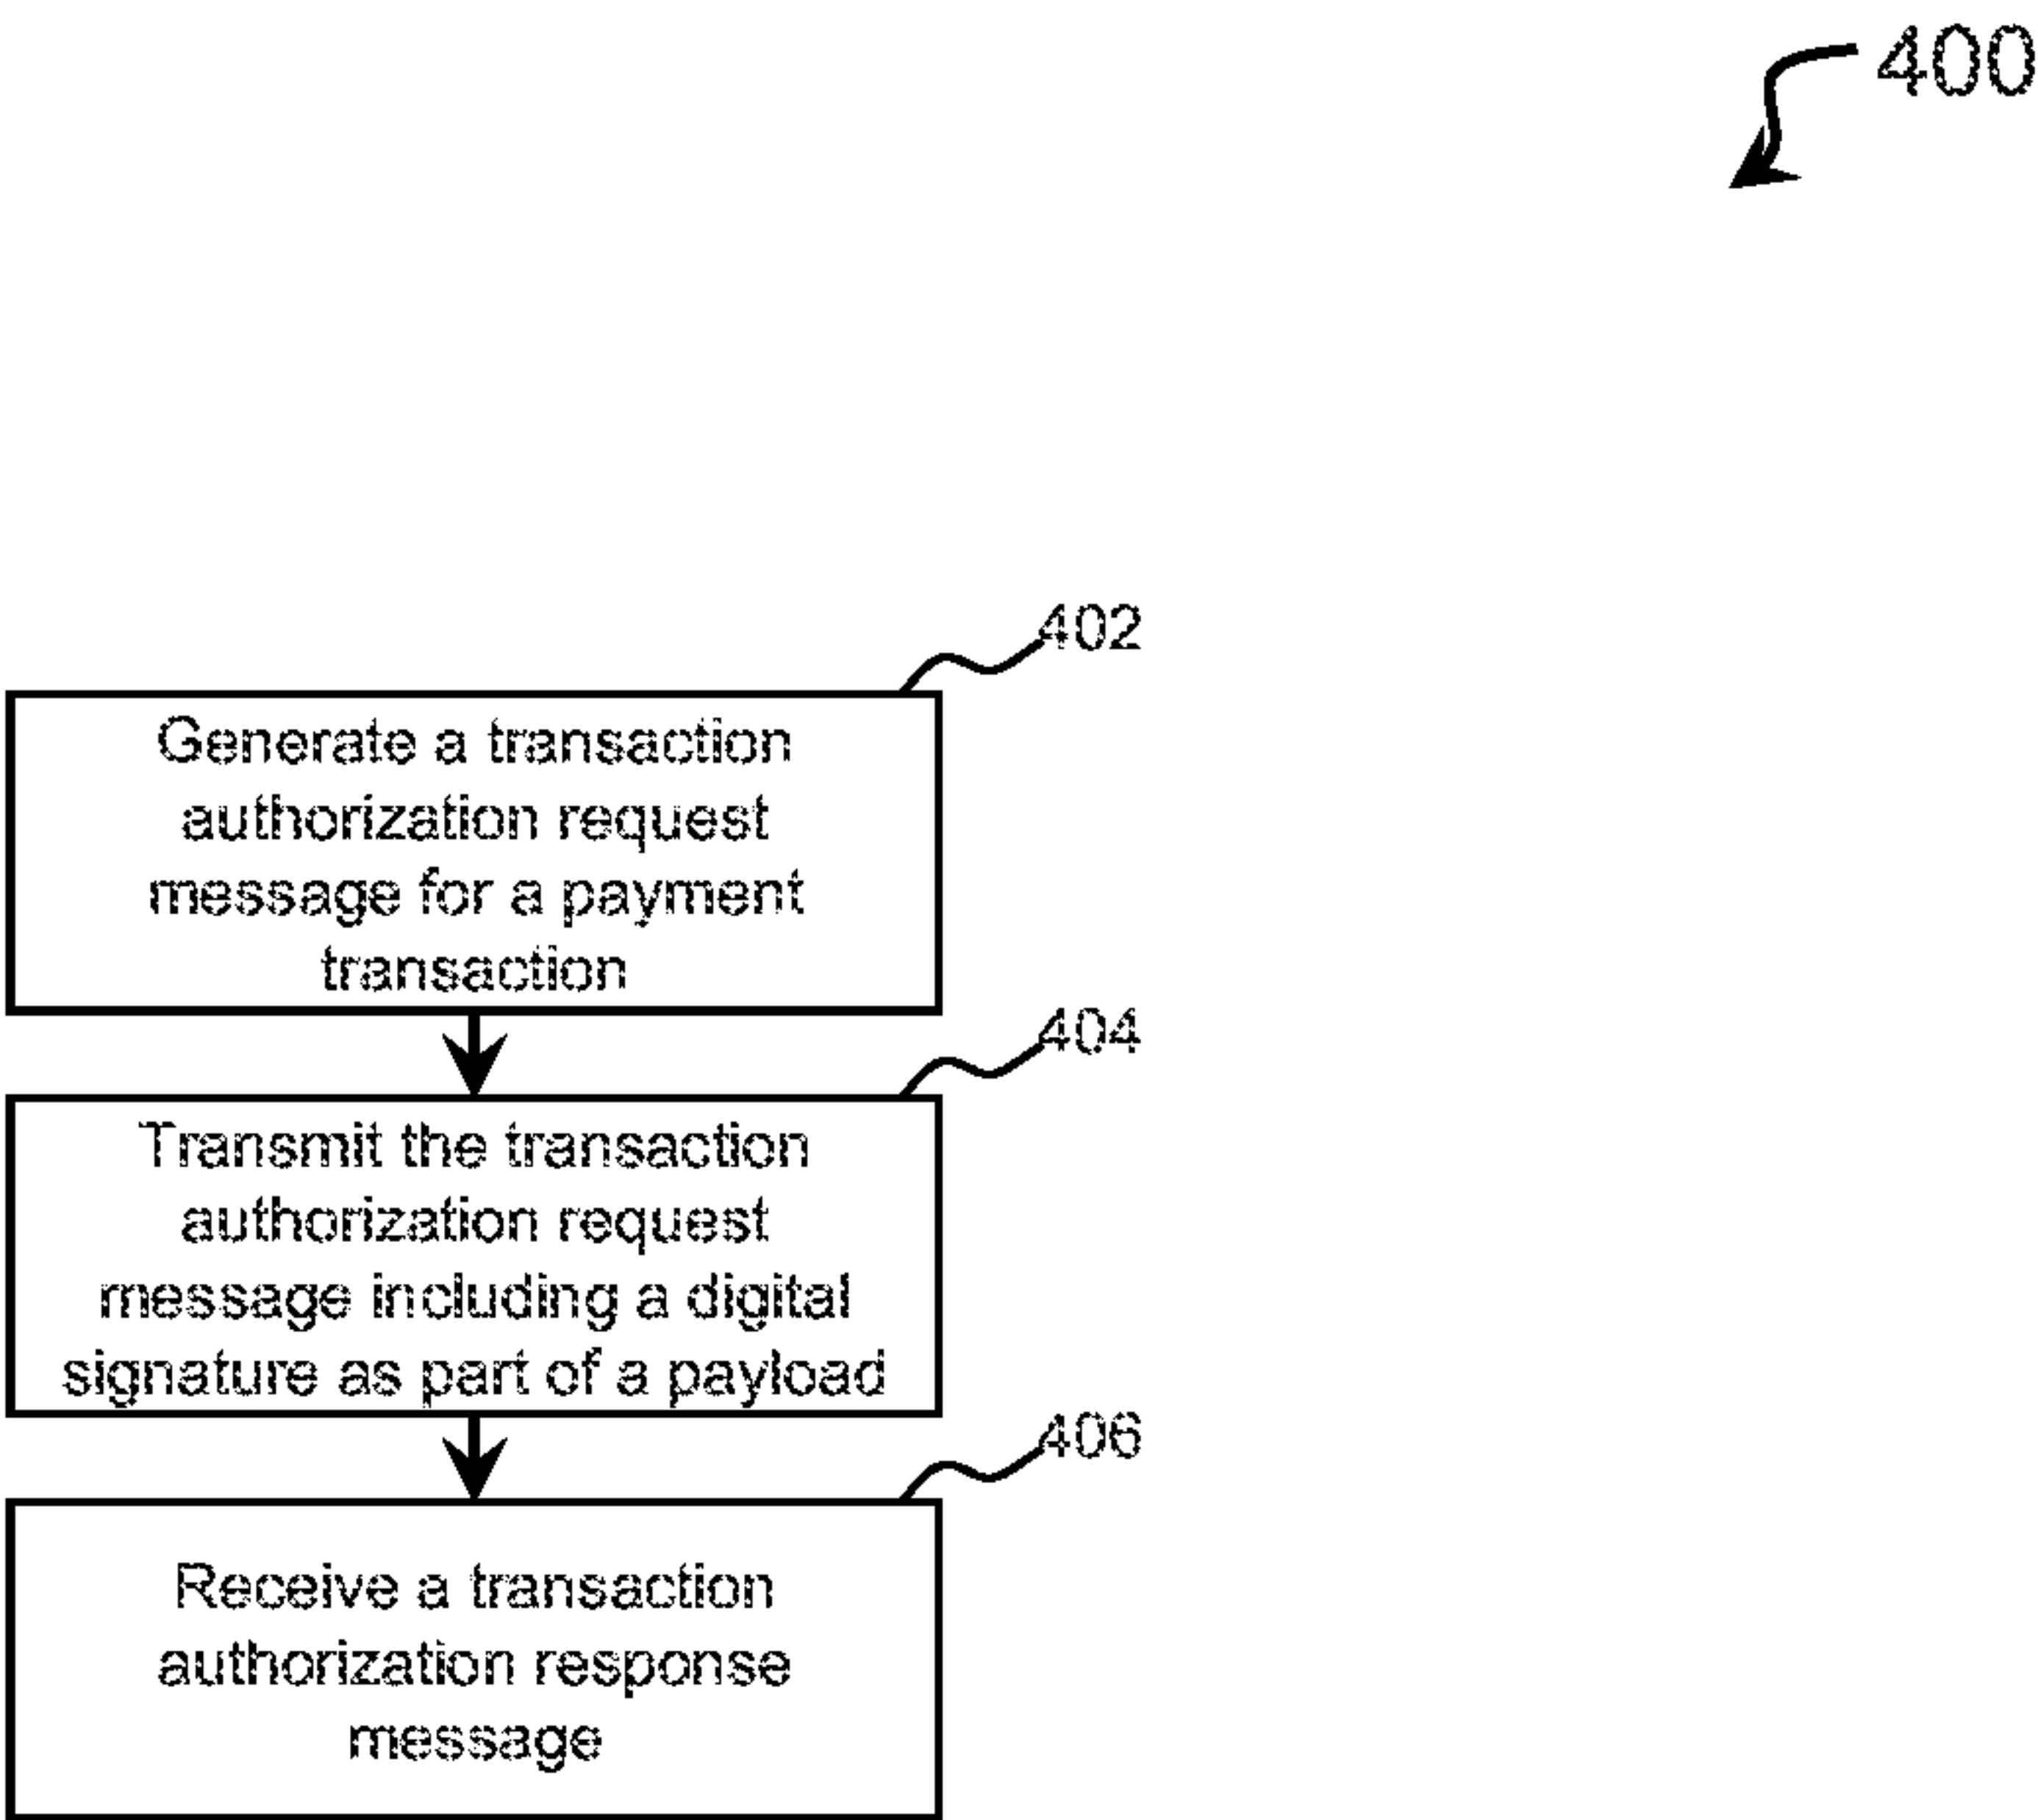 400
402
Generate a transaction
authorization request
message for a payment
transaction
404
Transmit the transaction
authorization request
message including a digital
signature as part of a payload
406
Receive a transaction
authorization response
message